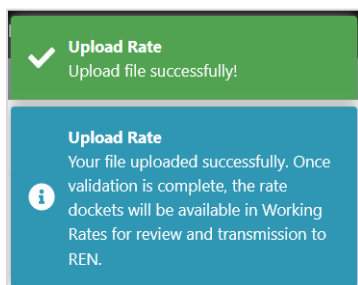 Upload Rate
Upload file successfully!
Upload Rate
Your file uploaded successfully. Once
validation is complete, the rate
dockets will be available in Working
Rates for review and transmission to
REN.